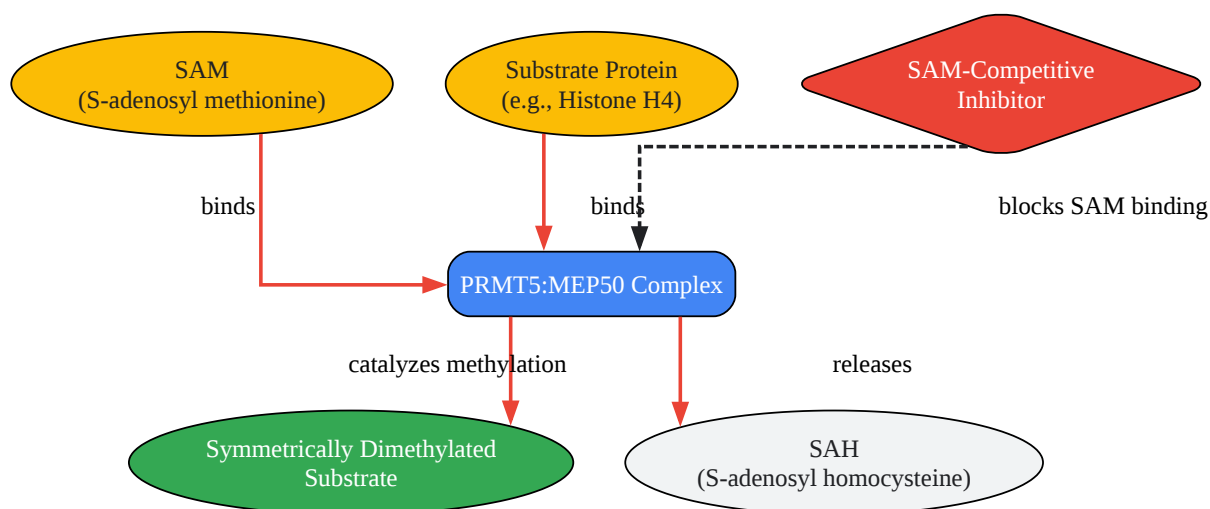 SAM
(S-adenosyl methionine)
Substrate Protein
(e.g., Histone H4)
SAM-Competitive
Inhibitor
binds
binds
blocks SAM binding
PRMT5:MEP50 Complex
catalyzes methylation
releases
Symmetrically Dimethylated
Substrate
SAH
(S-adenosyl homocysteine)